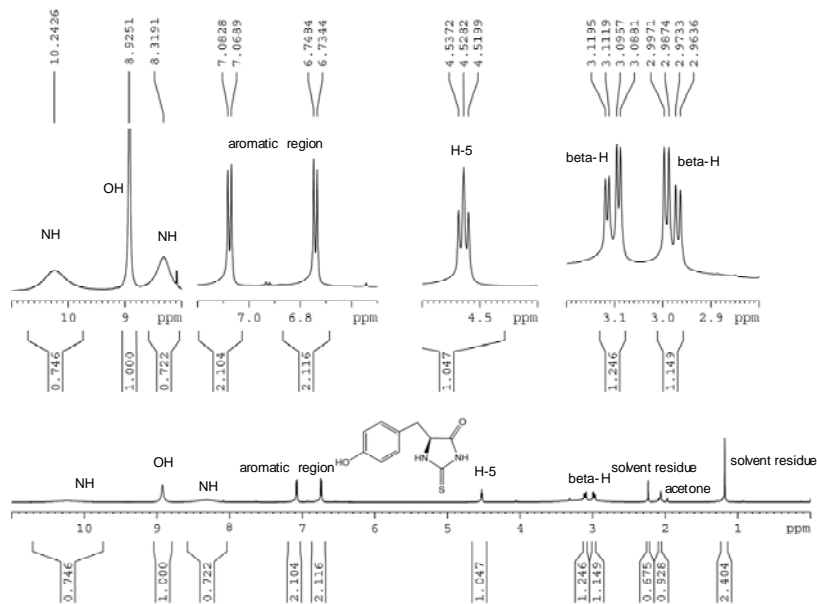 10.2426
8.9251
8.3191
7.0828
7.0689
6.7484
6.7344
4.5372
4.5282
4.5199
3.1195
3.1119
3.0957
3.0881
2.9971
2.9874
2.9733
2.9636
aromatic region
H-5
beta-H
beta-H
OH
NH
NH
10 9 ppm
7.0 6.8 ppm
4.5 ppm
3.1 3.0 2.9 ppm
0.746
1.000
0.722
2.104
2.116
1.047
1.246
1.149
HO
O
HN
NH
S
NH
OH
NH
aromatic region
H-5
beta-H
solvent residue
acetone
solvent residue
10 9 8 7 6 5 4 3 2 1 ppm
0.746
1.000
0.722
2.104
2.116
1.047
1.246
1.149
0.675
0.928
2.404